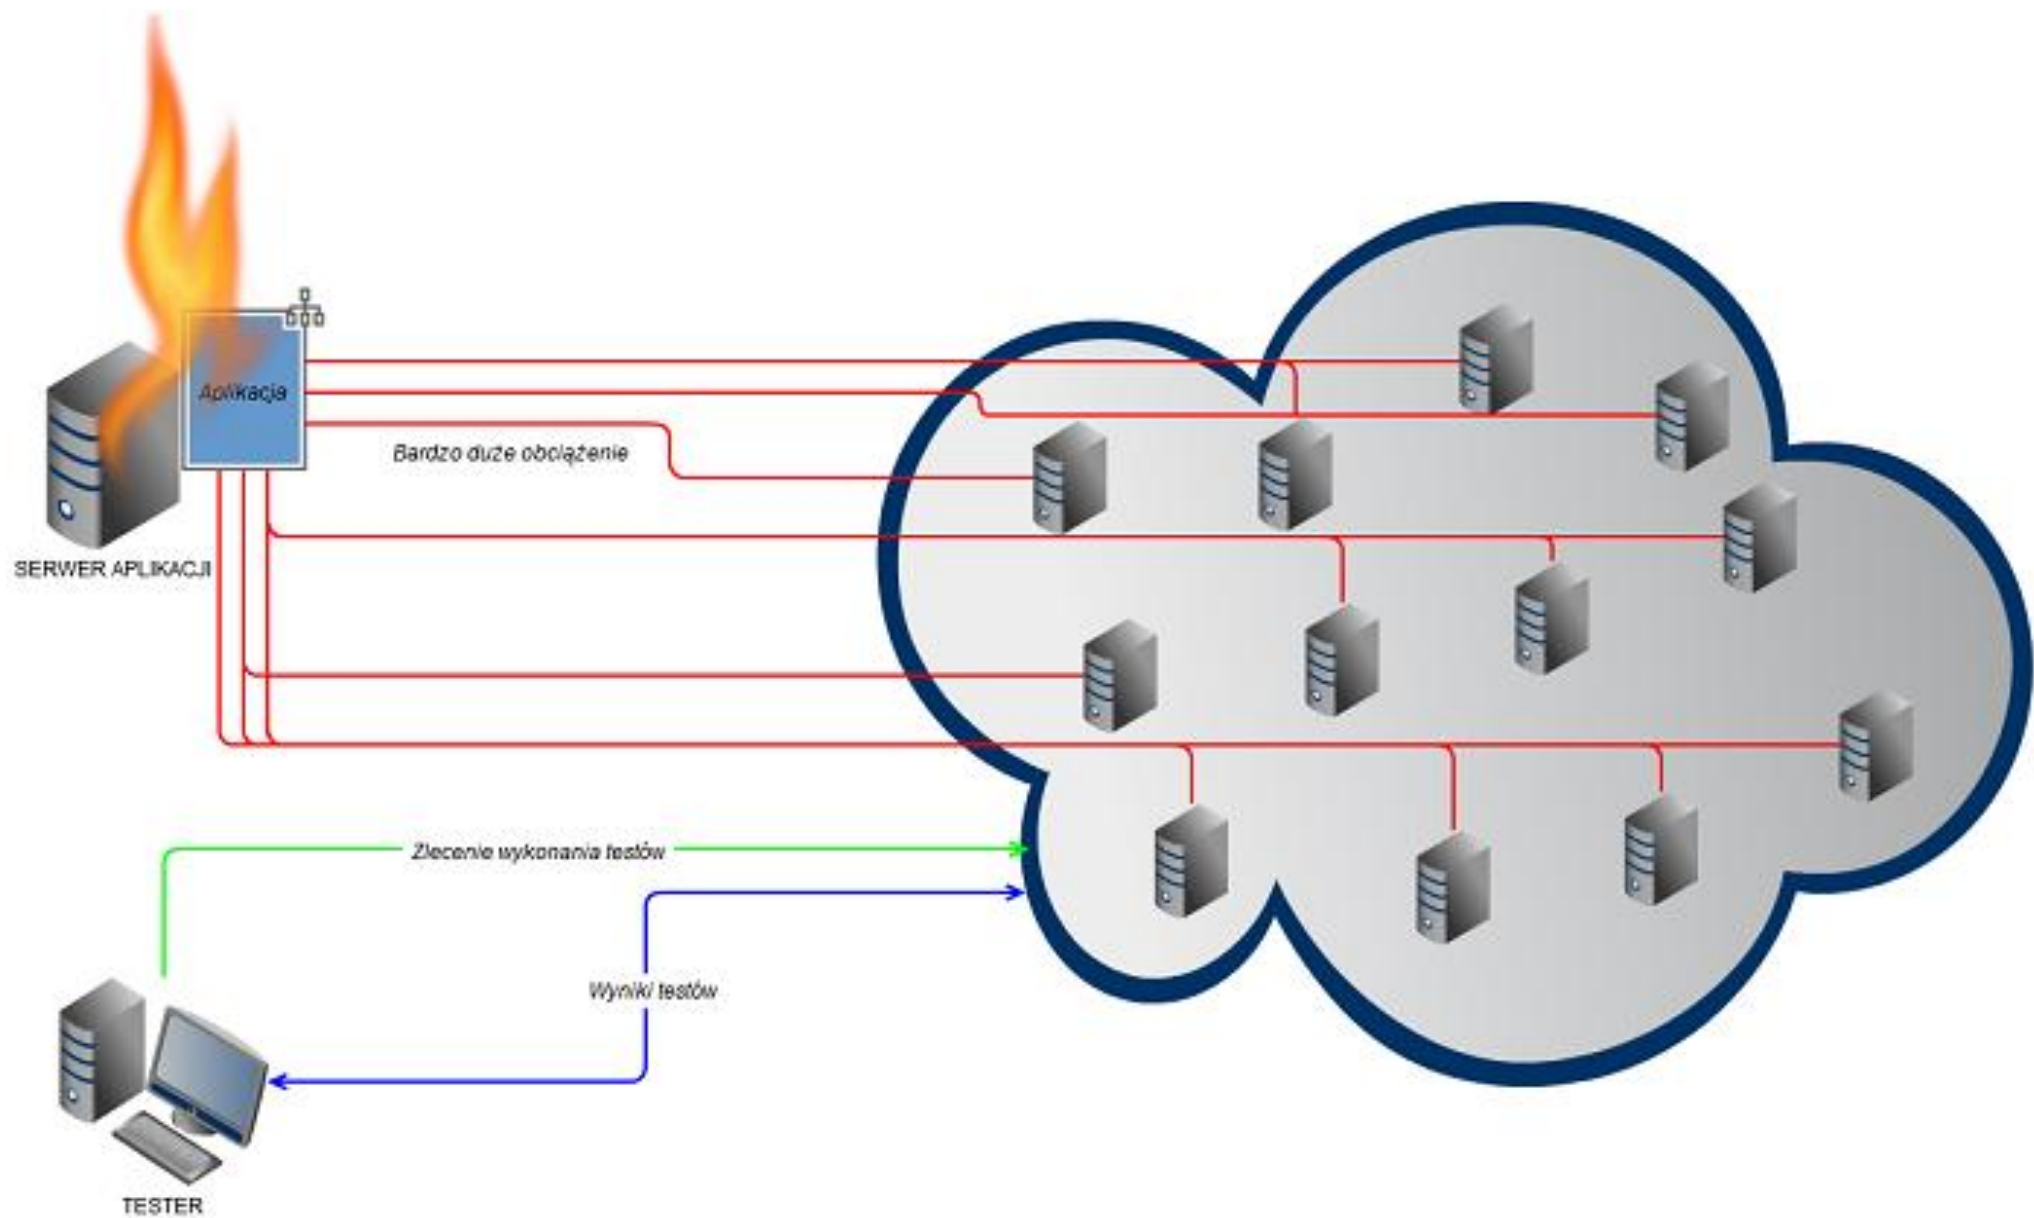 Aplikacja
Bardzo duże obciążenie
SERWER APLIKACJI
Zlecenie wykonania testów
Wyniki testów
TESTER